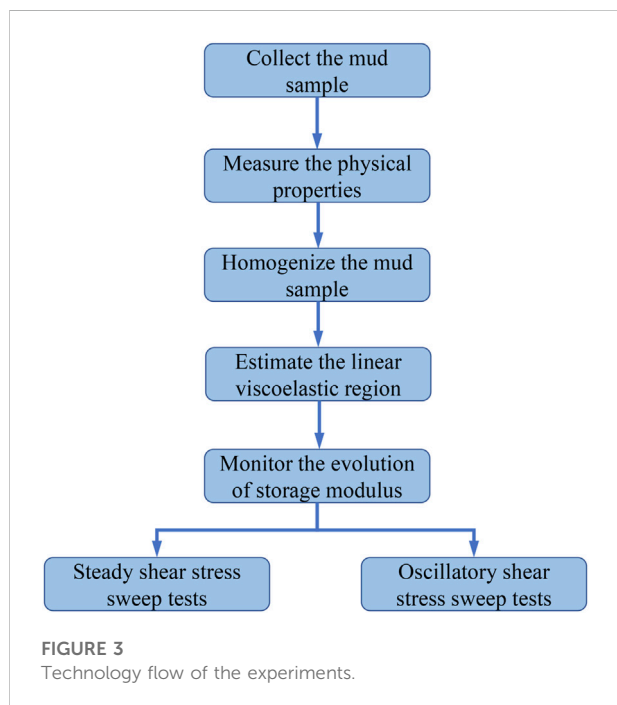 Collect the mud
sample
Measure the physical
properties
Homogenize the mud
sample
Estimate the linear
viscoelastic region
Monitor the evolution
of storage modulus
Steady shear stress
sweep tests
Oscillatory shear
stress sweep tests
FIGURE 3
Technology flow of the experiments.